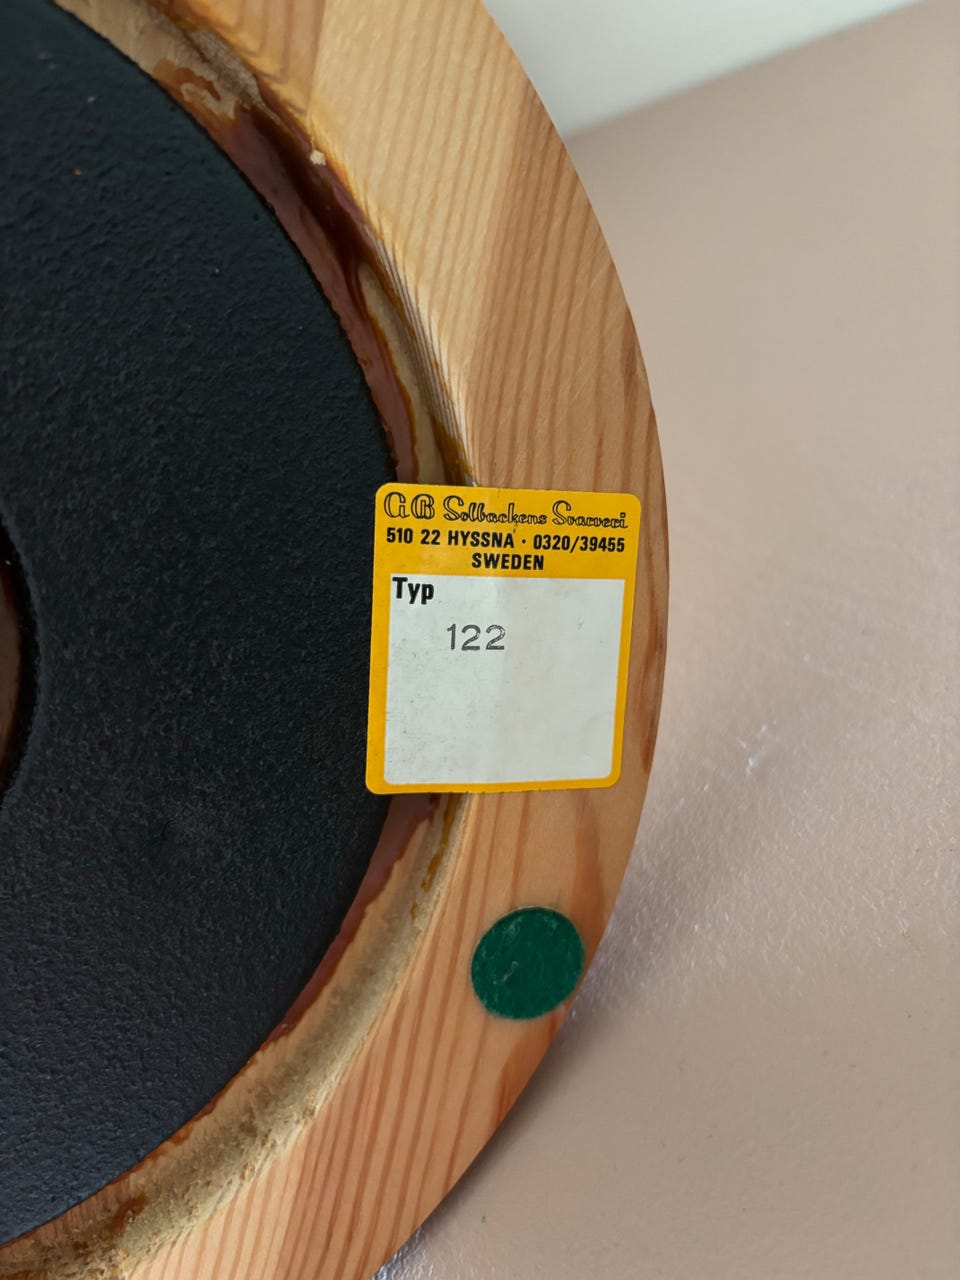 GB Solbackens Svarveri
510 22 HYSSNA · 0320/39455
SWEDEN
Typ
122